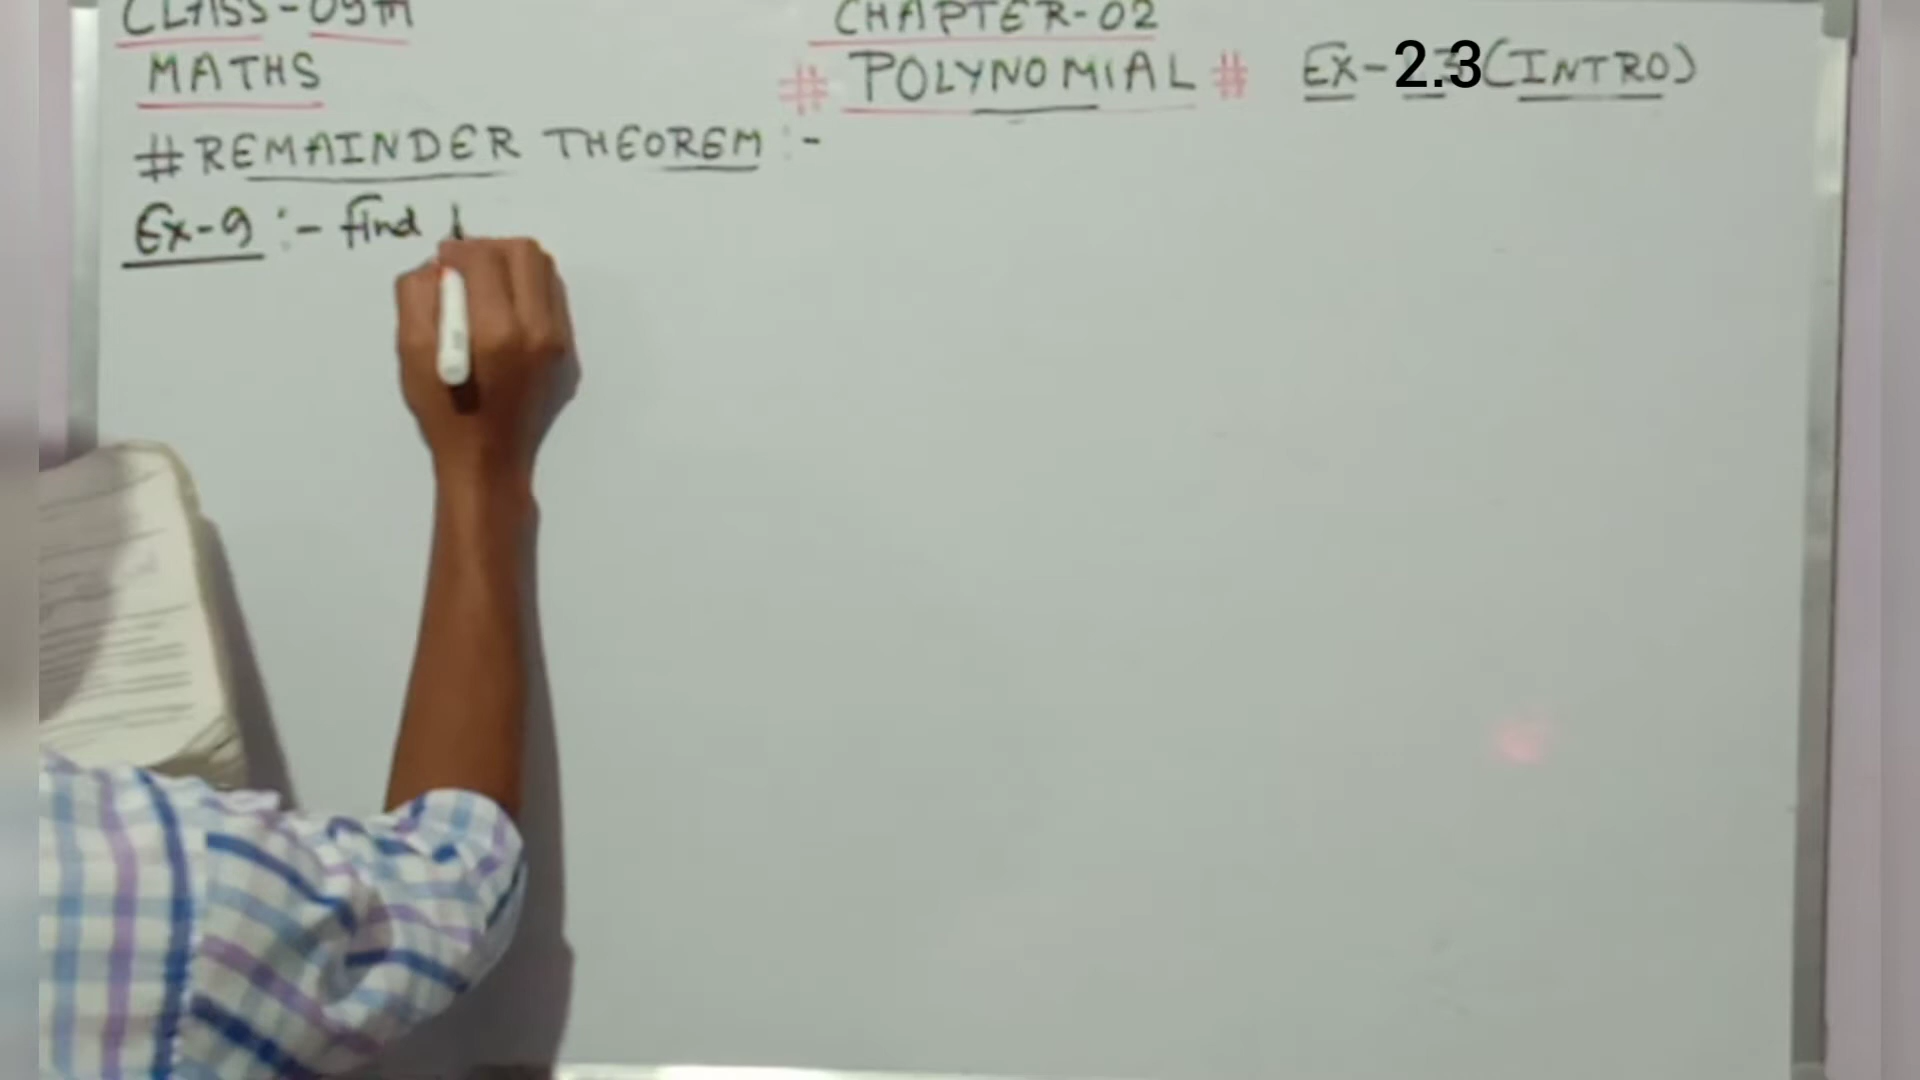 CLASS-09TH
CHAPTER-02
MATHS
# POLYNOMIAL # EX-2.3 (INTRO)
# REMAINDER THEOREM :-
Ex-9 :- find